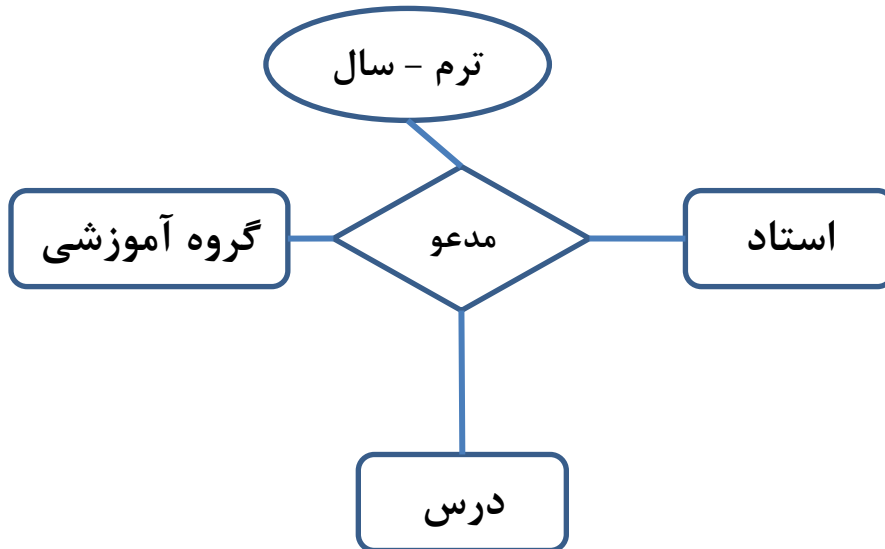 ترم – سال
استاد
مدعو
گروه آموزشی
درس